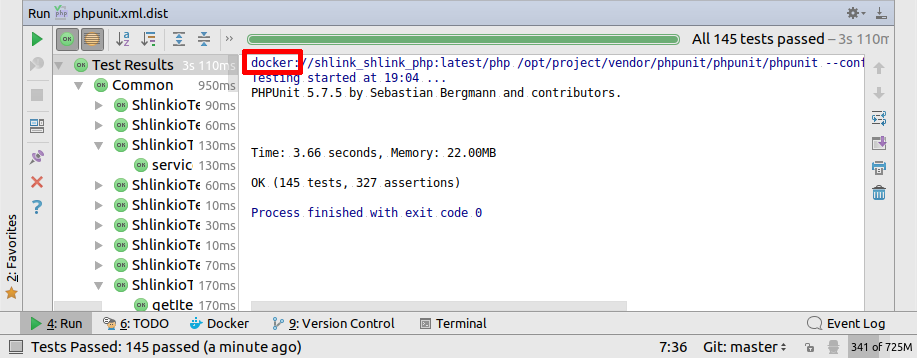 Run phpunit.xml.dist
All 145 tests passed – 3s 110m
Test Results 3s 110ms
Common 950ms
ShlinkioTe 90ms
ShlinkioTe 60ms
ShlinkioTe 130ms
servic 130ms
ShlinkioTe 60ms
ShlinkioTe 10ms
ShlinkioTe 30ms
ShlinkioTe 10ms
ShlinkioTe 70ms
ShlinkioT 170ms
getIte 170ms
docker://shlink_shlink_php:latest/php /opt/project/vendor/phpunit/phpunit/phpunit --conf
Testing started at 19:04 ...
PHPUnit 5.7.5 by Sebastian Bergmann and contributors.
Time: 3.66 seconds, Memory: 22.00MB
OK (145 tests, 327 assertions)
Process finished with exit code 0
2: Favorites
4: Run 6: TODO Docker 9: Version Control Terminal Event Log
Tests Passed: 145 passed (a minute ago) 7:36 Git: master 341 of 725M